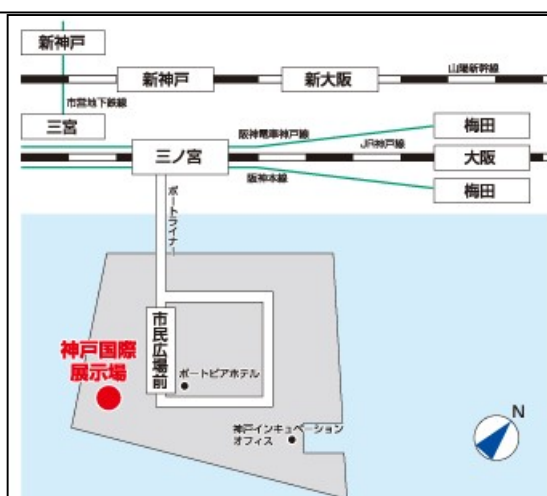 新神戸
新神戸
新大阪
山陽新幹線
市営地下鉄線
三宮
阪神電車神戸線
梅田
三ノ宮
JR神戸線
大阪
阪神本線
梅田
ポートライナー
市民広場前
神戸国際
展示場
ポートピアホテル
神戸インキュベーション
オフィス
N